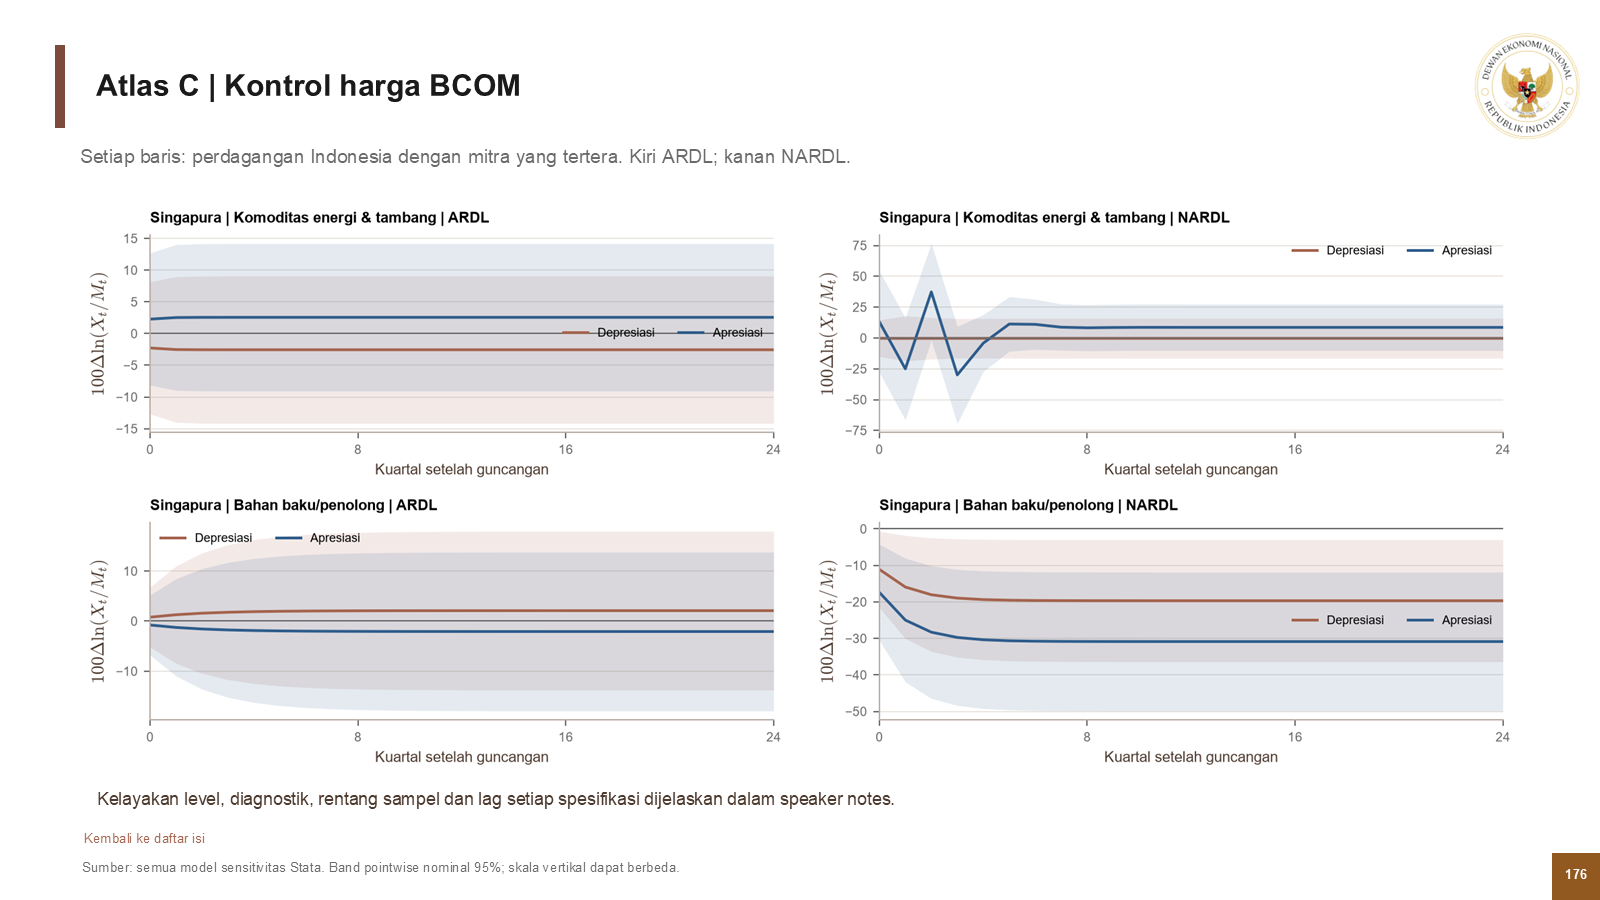 Atlas C | Kontrol harga BCOM
DEWAN EKONOMI NASIONAL
REPUBLIK INDONESIA
Setiap baris: perdagangan Indonesia dengan mitra yang tertera. Kiri ARDL; kanan NARDL.
Singapura | Komoditas energi & tambang | ARDL
15
10
5
0
−5
−10
−15
100Δln(Xₜ/Mₜ)
Depresiasi
Apresiasi
0
8
16
24
Kuartal setelah guncangan
Singapura | Komoditas energi & tambang | NARDL
75
50
25
0
−25
−50
−75
100Δln(Xₜ/Mₜ)
Depresiasi
Apresiasi
0
8
16
24
Kuartal setelah guncangan
Singapura | Bahan baku/penolong | ARDL
10
0
−10
100Δln(Xₜ/Mₜ)
Depresiasi
Apresiasi
0
8
16
24
Kuartal setelah guncangan
Singapura | Bahan baku/penolong | NARDL
0
−10
−20
−30
−40
−50
100Δln(Xₜ/Mₜ)
Depresiasi
Apresiasi
0
8
16
24
Kuartal setelah guncangan
Kelayakan level, diagnostik, rentang sampel dan lag setiap spesifikasi dijelaskan dalam speaker notes.
Kembali ke daftar isi
Sumber: semua model sensitivitas Stata. Band pointwise nominal 95%; skala vertikal dapat berbeda.
176